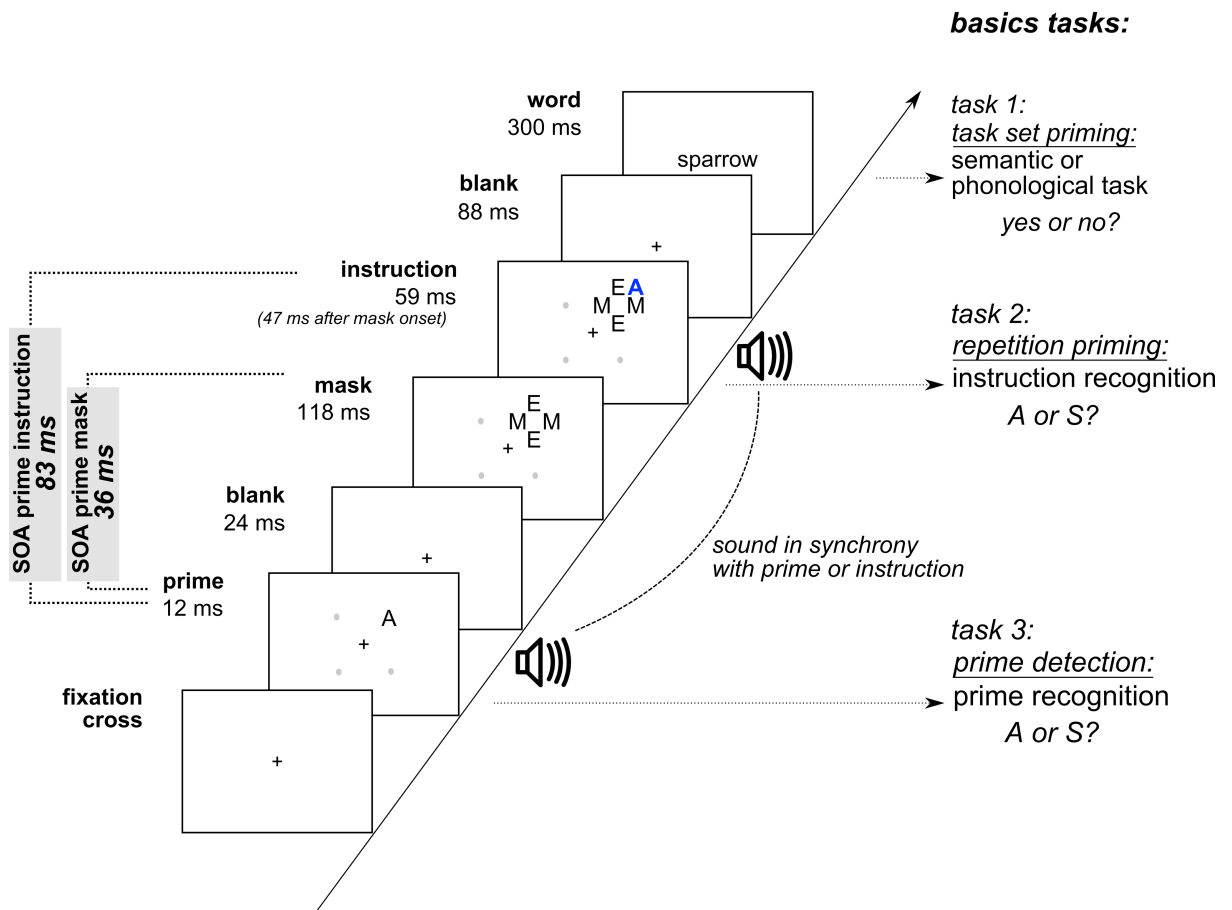 basics tasks:
word
300 ms
sparrow
task 1:
task set priming:
semantic or
phonological task
yes or no?
blank
88 ms
+
instruction
59 ms
(47 ms after mask onset)
E A
M M
E
+
task 2:
repetition priming:
instruction recognition
A or S?
mask
118 ms
E
M M
E
+
SOA prime instruction
83 ms
SOA prime mask
36 ms
blank
24 ms
+
sound in synchrony
with prime or instruction
prime
12 ms
A
+
task 3:
prime detection:
prime recognition
A or S?
fixation
cross
+